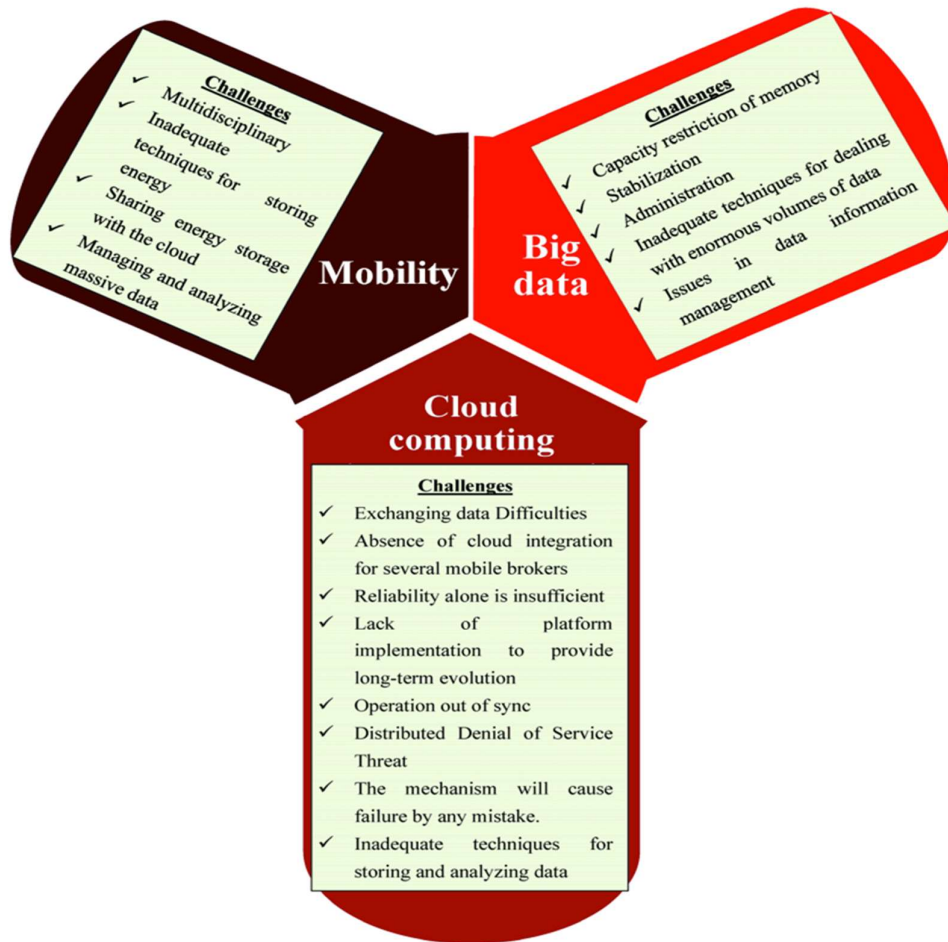 Challenges
Multidisciplinary
Inadequate
techniques for storing
energy
Sharing energy storage
with the cloud
Managing and analyzing
massive data
Mobility
Challenges
Capacity restriction of memory
Stabilization
Administration
Inadequate techniques for dealing
with enormous volumes of data
Issues in data information
management
Big
data
Cloud
computing
Challenges
Exchanging data Difficulties
Absence of cloud integration
for several mobile brokers
Reliability alone is insufficient
Lack of platform
implementation to provide
long-term evolution
Operation out of sync
Distributed Denial of Service
Threat
The mechanism will cause
failure by any mistake.
Inadequate techniques for
storing and analyzing data